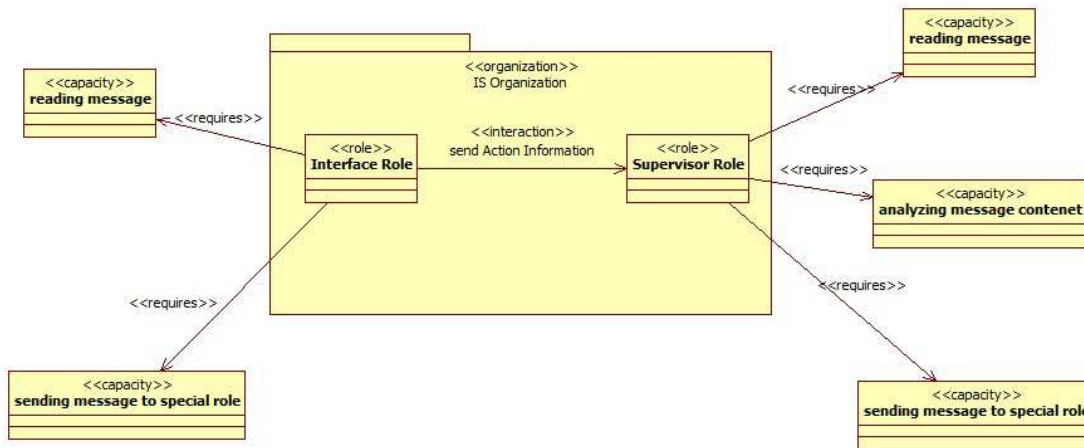 <<capacity>>
reading message
<<organization>>
IS Organization
<<capacity>>
reading message
<<requires>>
<<requires>>
<<interaction>>
send Action Information
<<role>>
Interface Role
<<role>>
Supervisor Role
<<requires>>
<<capacity>>
analyzing message contenet
<<requires>>
<<requires>>
<<capacity>>
sending message to special role
<<capacity>>
sending message to special role